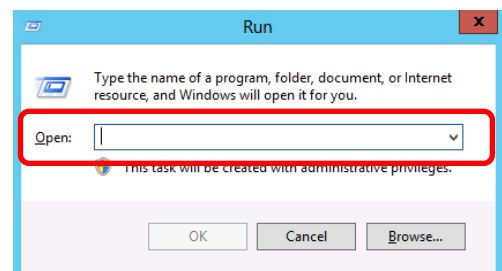 Run
x
Type the name of a program, folder, document, or Internet
resource, and Windows will open it for you.
Open:
This task will be created with administrative privileges.
OK
Cancel
Browse...